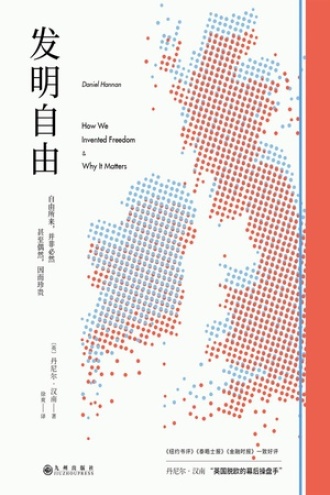 发明自由
Daniel Hannan
How We
Invented Freedom
&
Why It Matters
自由所来，并非必然
甚至偶然，因而珍贵
〔英〕丹尼尔·汉南 著
徐爽 译
九州出版社
JIUZHOUPRESS
《纽约书评》《泰晤士报》《金融时报》一致好评
丹尼尔·汉南 “英国脱欧的幕后操盘手”